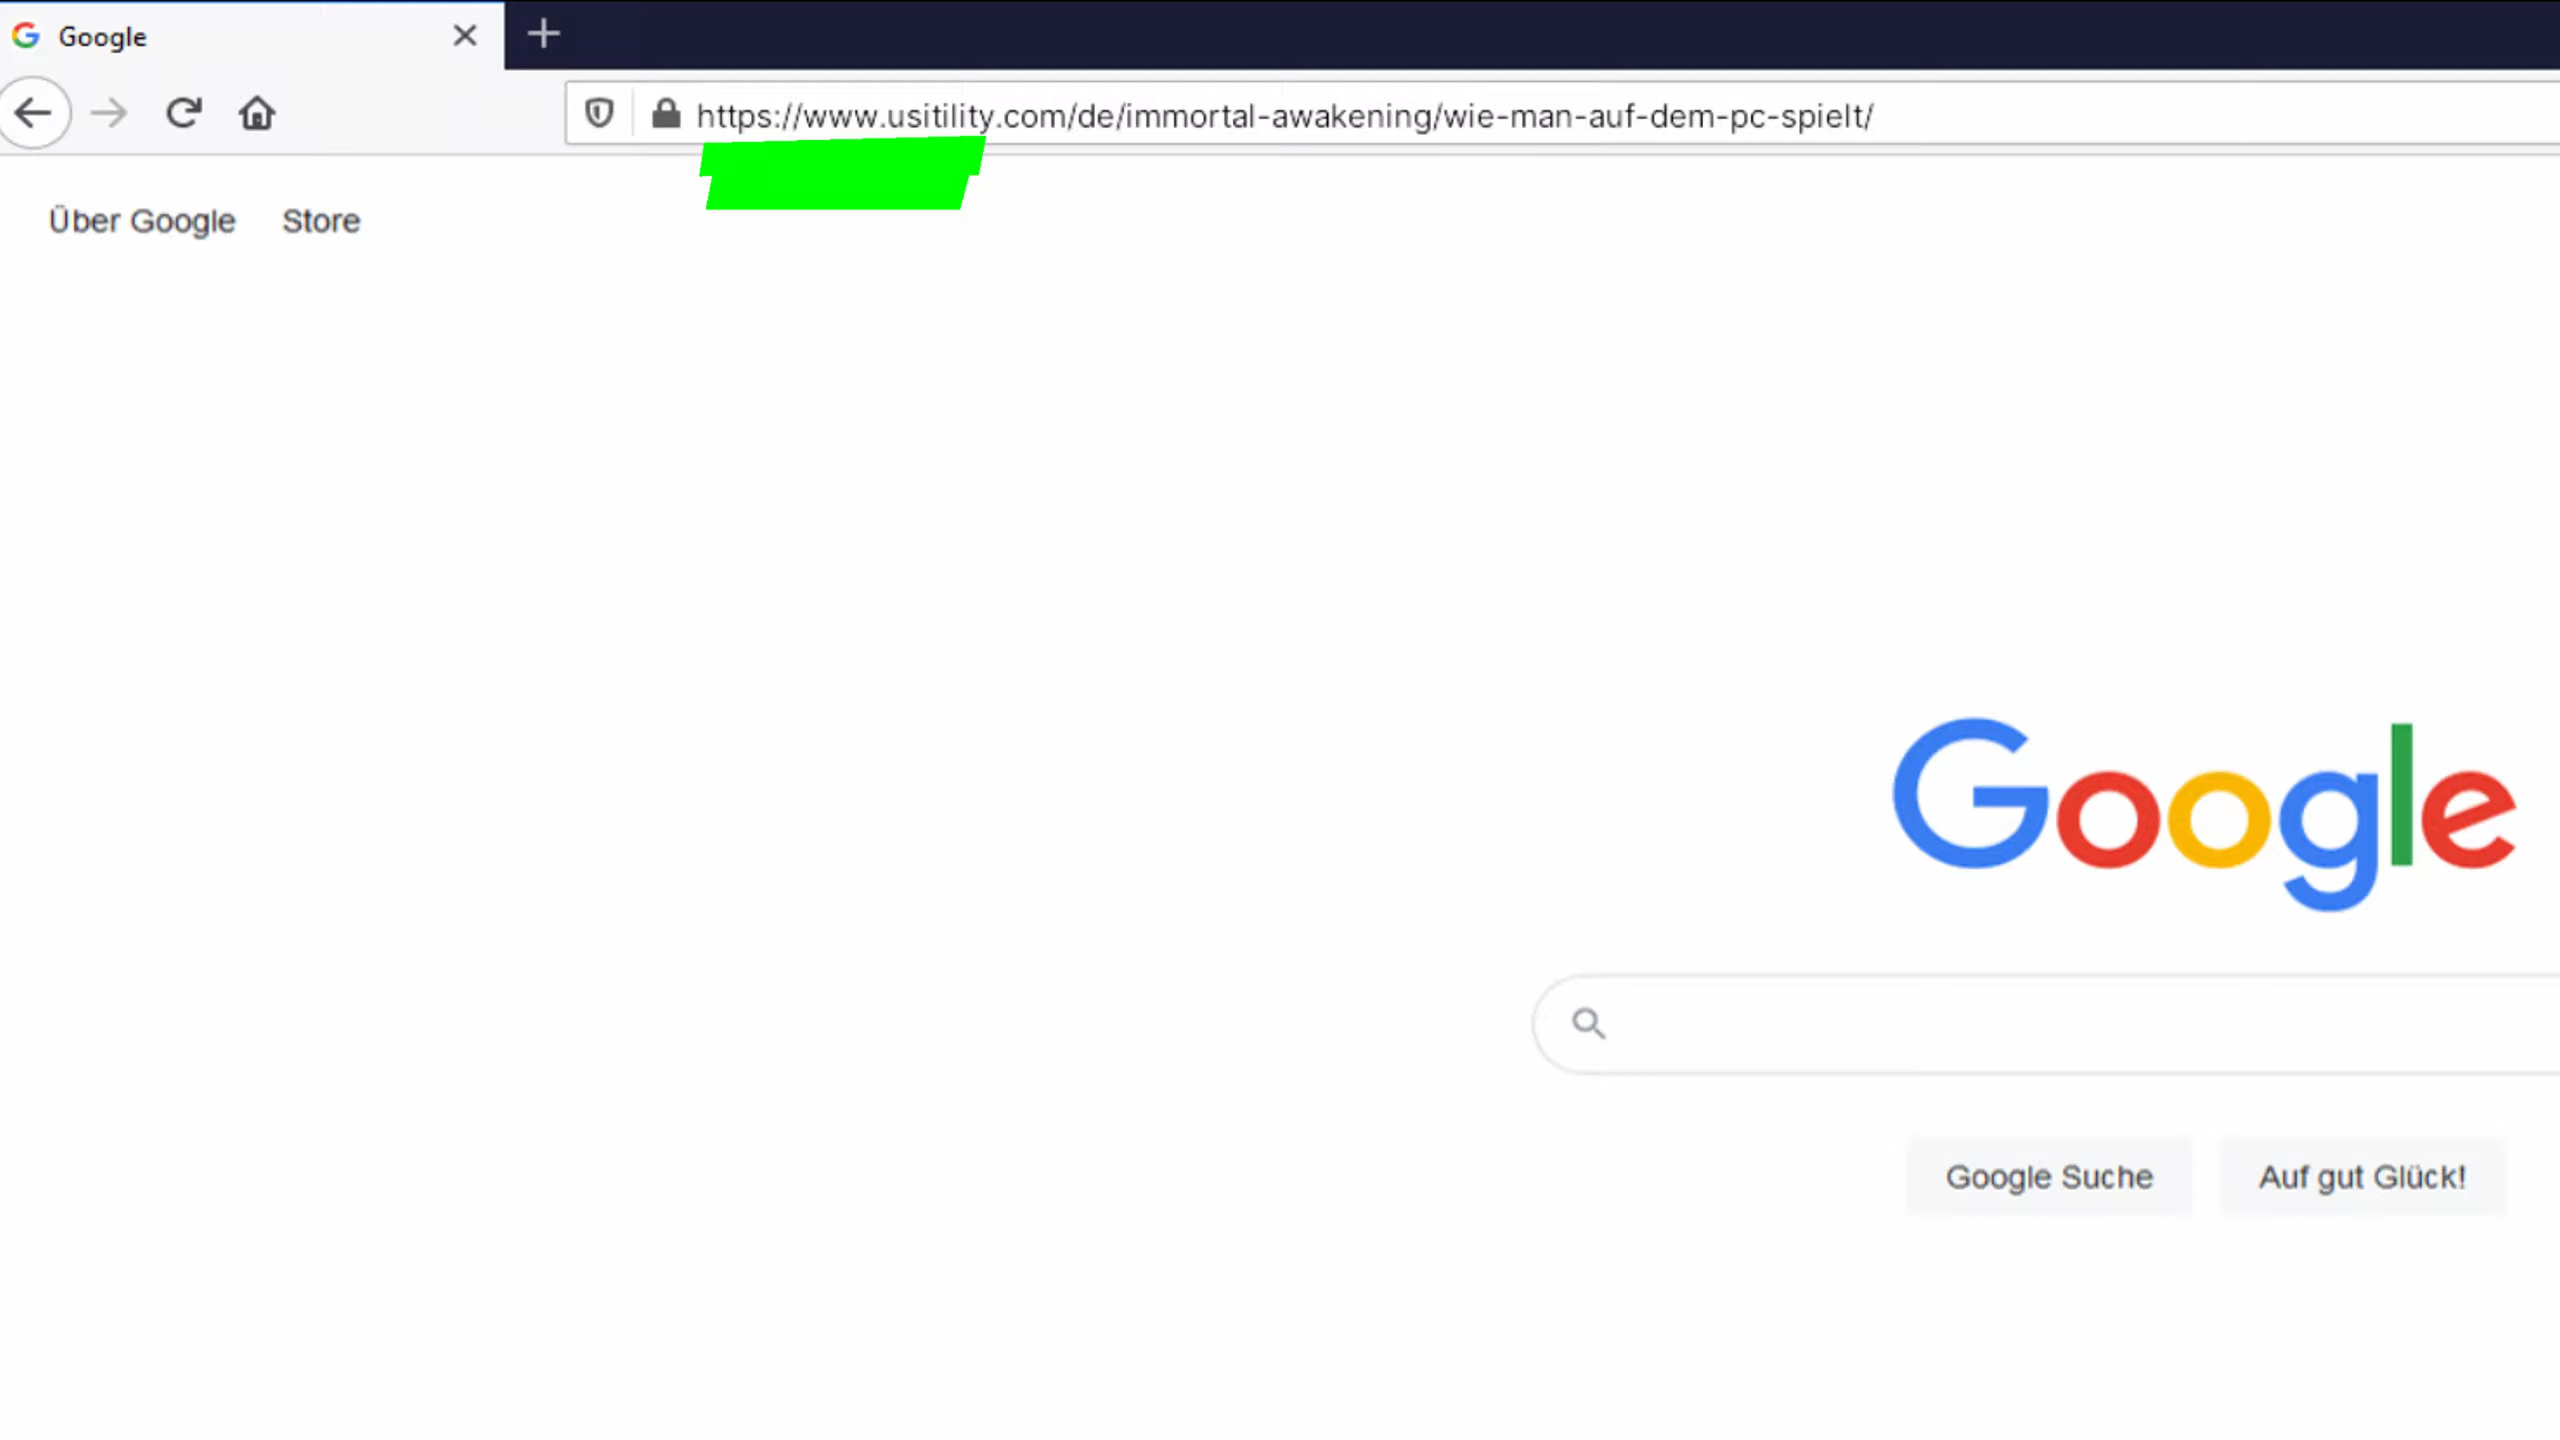 Google
https://www.usitility.com/de/immortal-awakening/wie-man-auf-dem-pc-spielt/
Über Google Store
Google
Google Suche Auf gut Glück!